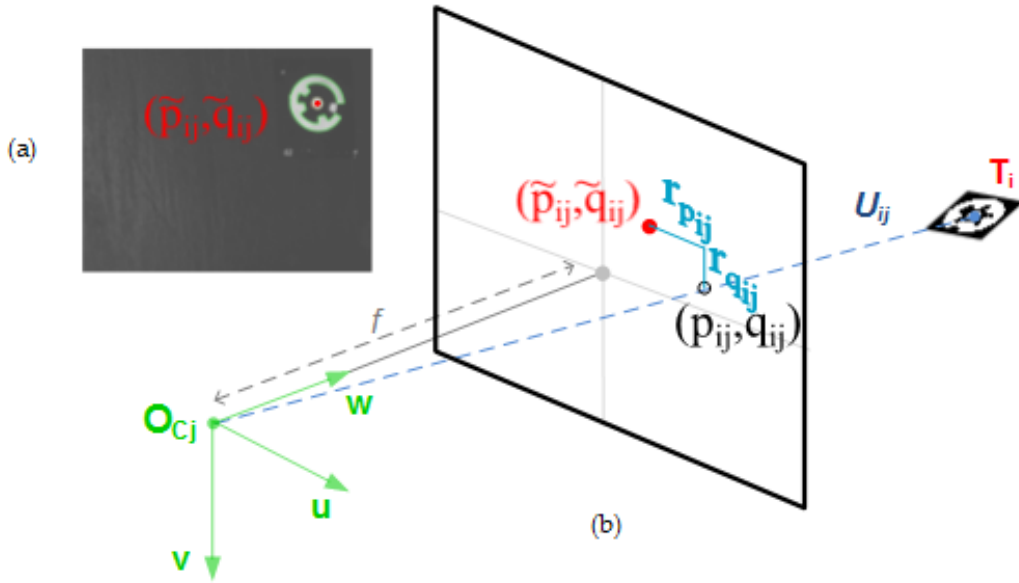 (a)
(p̃ij,q̃ij)
(p̃ij,q̃ij)
rpij
rqij
(pij,qij)
Uij
Ti
f
w
OCj
u
v
(b)